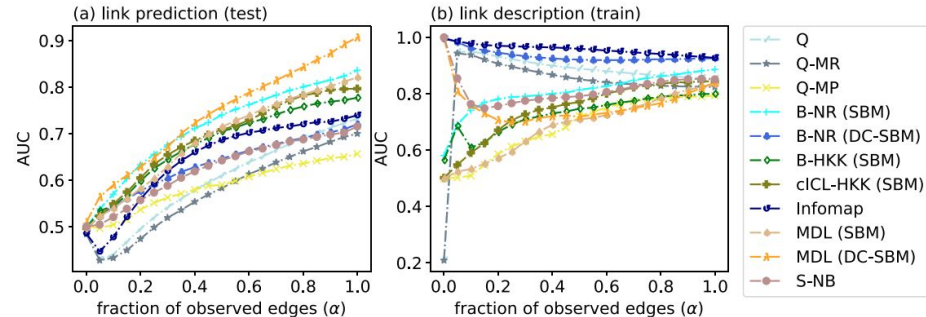 (a) link prediction (test)
AUC
0.9
0.8
0.7
0.6
0.5
0.0 0.2 0.4 0.6 0.8 1.0
fraction of observed edges (α)
(b) link description (train)
AUC
1.0
0.8
0.6
0.4
0.2
0.0 0.2 0.4 0.6 0.8 1.0
fraction of observed edges (α)
Q
Q-MR
Q-MP
B-NR (SBM)
B-NR (DC-SBM)
B-HKK (SBM)
cICL-HKK (SBM)
Infomap
MDL (SBM)
MDL (DC-SBM)
S-NB